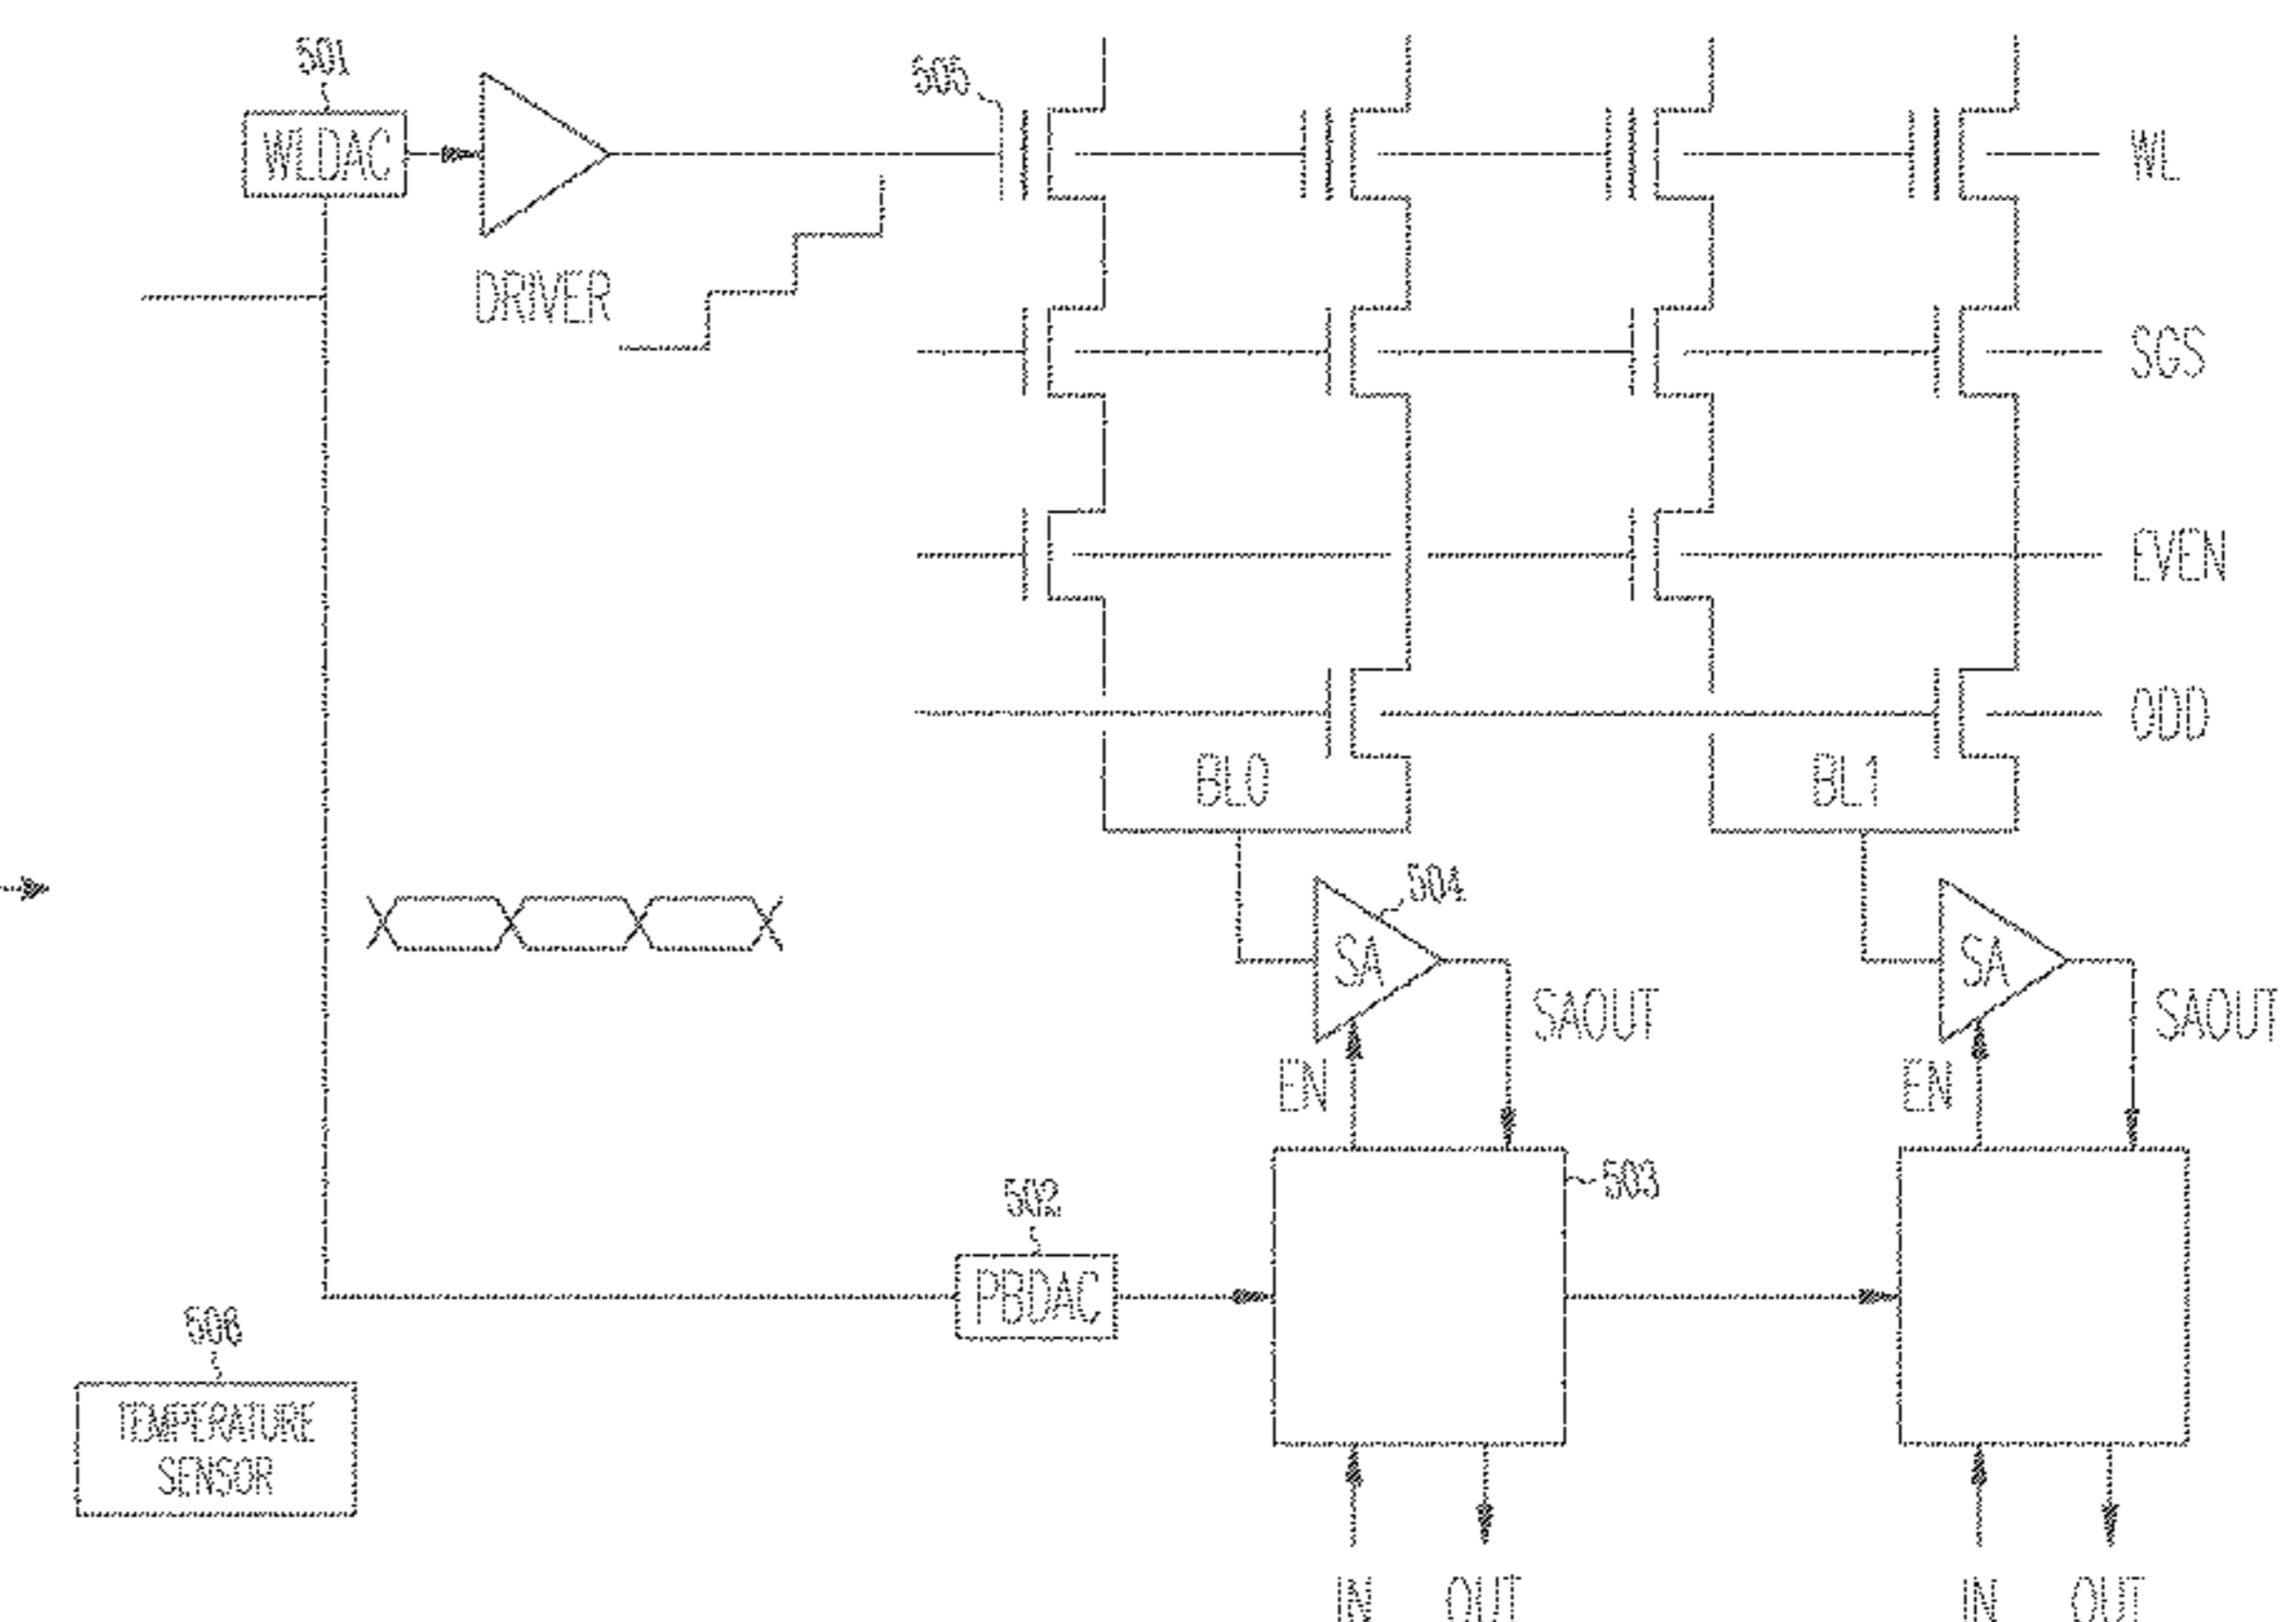 501
505
WLDAC
WL
DRIVER
SGS
EVEN
ODD
BL0
BL1
504
SA
SA
SAOUT
SAOUT
EN
EN
503
502
PBDAC
506
TEMPERATURE
SENSOR
IN
OUT
IN
OUT